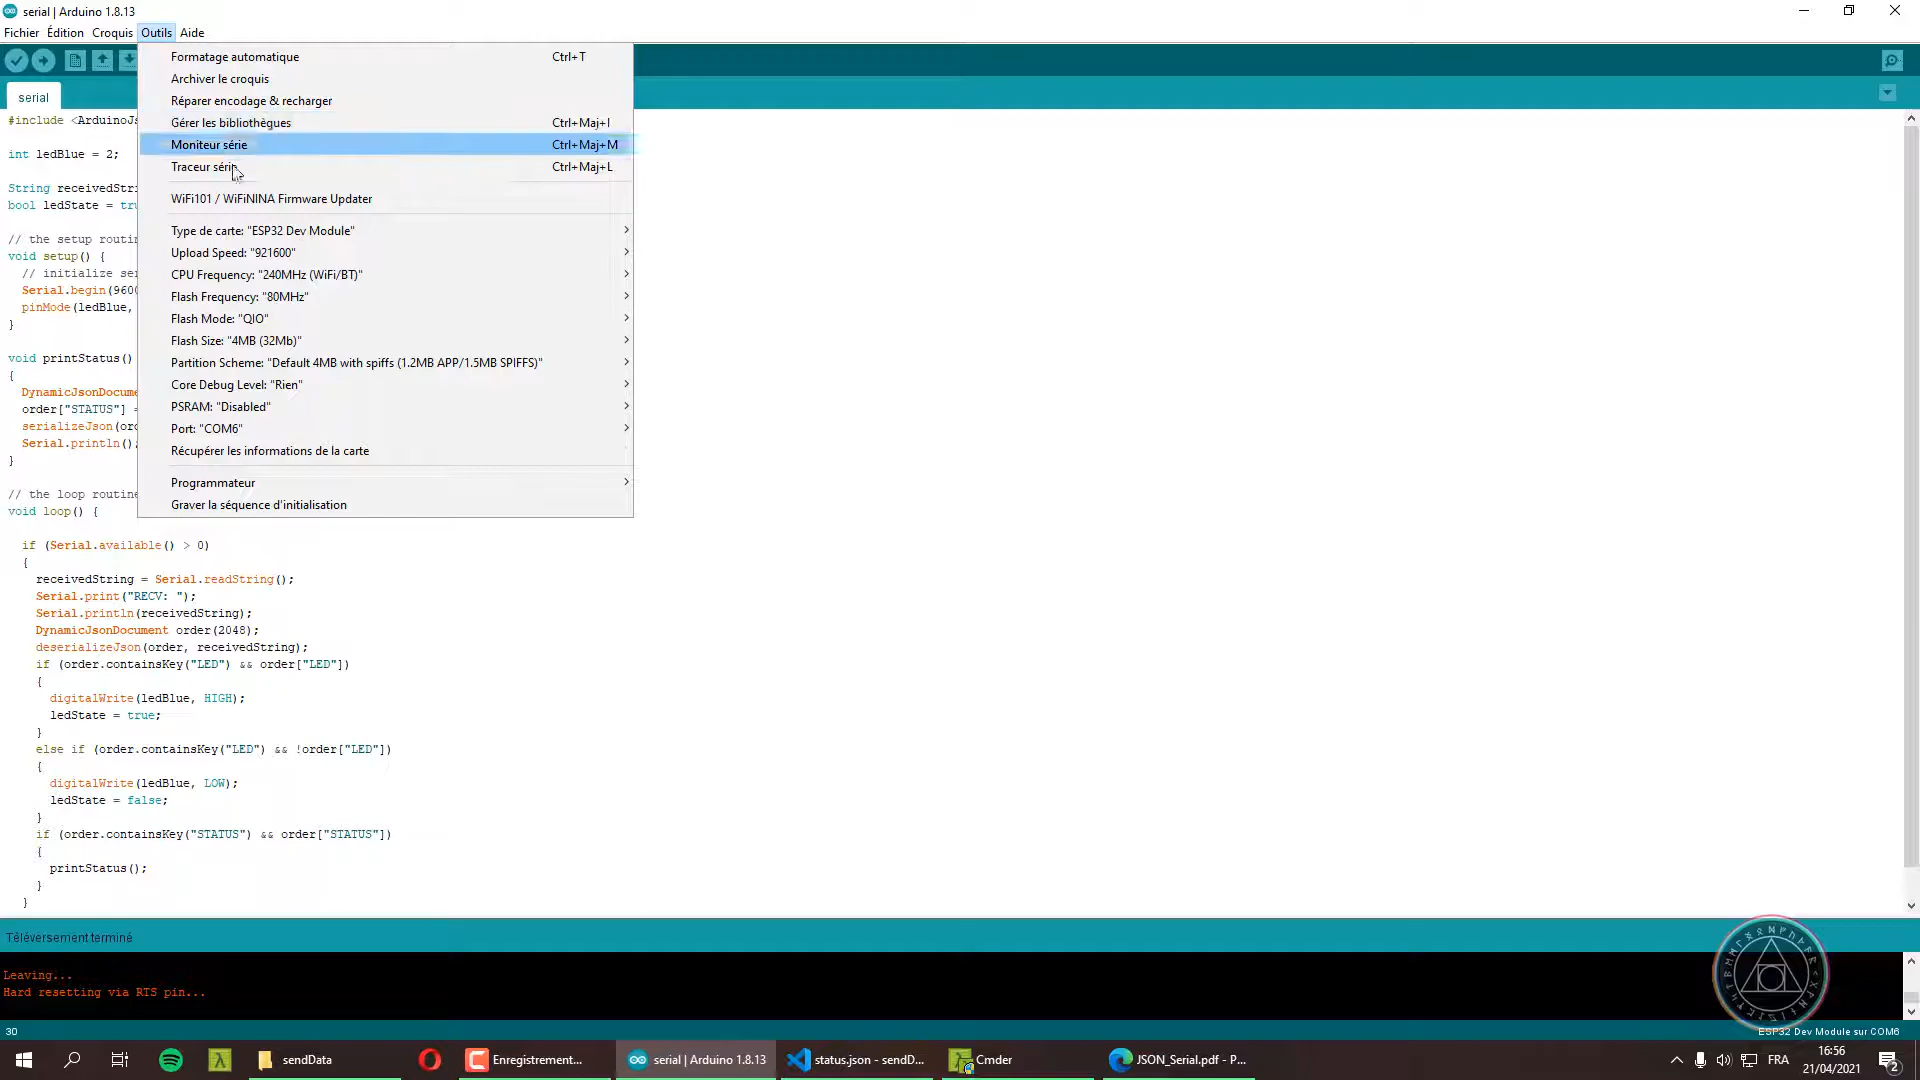 serial | Arduino 1.8.13
Fichier Édition Croquis Outils Aide
Formatage automatique Ctrl+T
Archiver le croquis
Réparer encodage & recharger
Gérer les bibliothèques Ctrl+Maj+I
Moniteur série Ctrl+Maj+M
Traceur série Ctrl+Maj+L
WiFi101 / WiFiNINA Firmware Updater
Type de carte: "ESP32 Dev Module"
Upload Speed: "921600"
CPU Frequency: "240MHz (WiFi/BT)"
Flash Frequency: "80MHz"
Flash Mode: "QIO"
Flash Size: "4MB (32Mb)"
Partition Scheme: "Default 4MB with spiffs (1.2MB APP/1.5MB SPIFFS)"
Core Debug Level: "Rien"
PSRAM: "Disabled"
Port: "COM6"
Récupérer les informations de la carte
Programmateur
Graver la séquence d'initialisation
serial
#include <ArduinoJs
int ledBlue = 2;
String receivedStri
bool ledState = tru
// the setup routin
void setup() {
// initialize se
Serial.begin(960
pinMode(ledBlue,
}
void printStatus()
{
DynamicJsonDocume
order["STATUS"] =
serializeJson(or
Serial.println();
}
// the loop routine
void loop() {
if (Serial.available() > 0)
{
receivedString = Serial.readString();
Serial.print("RECV: ");
Serial.println(receivedString);
DynamicJsonDocument order(2048);
deserializeJson(order, receivedString);
if (order.containsKey("LED") && order["LED"])
{
digitalWrite(ledBlue, HIGH);
ledState = true;
}
else if (order.containsKey("LED") && !order["LED"])
{
digitalWrite(ledBlue, LOW);
ledState = false;
}
if (order.containsKey("STATUS") && order["STATUS"])
{
printStatus();
}
}
Téléversement terminé
Leaving...
Hard resetting via RTS pin...
30
ESP32 Dev Module sur COM6
sendData
Enregistrement...
serial | Arduino 1.8.13
status.json - sendD...
Cmder
JSON_Serial.pdf - P...
FRA
16:56
21/04/2021
2